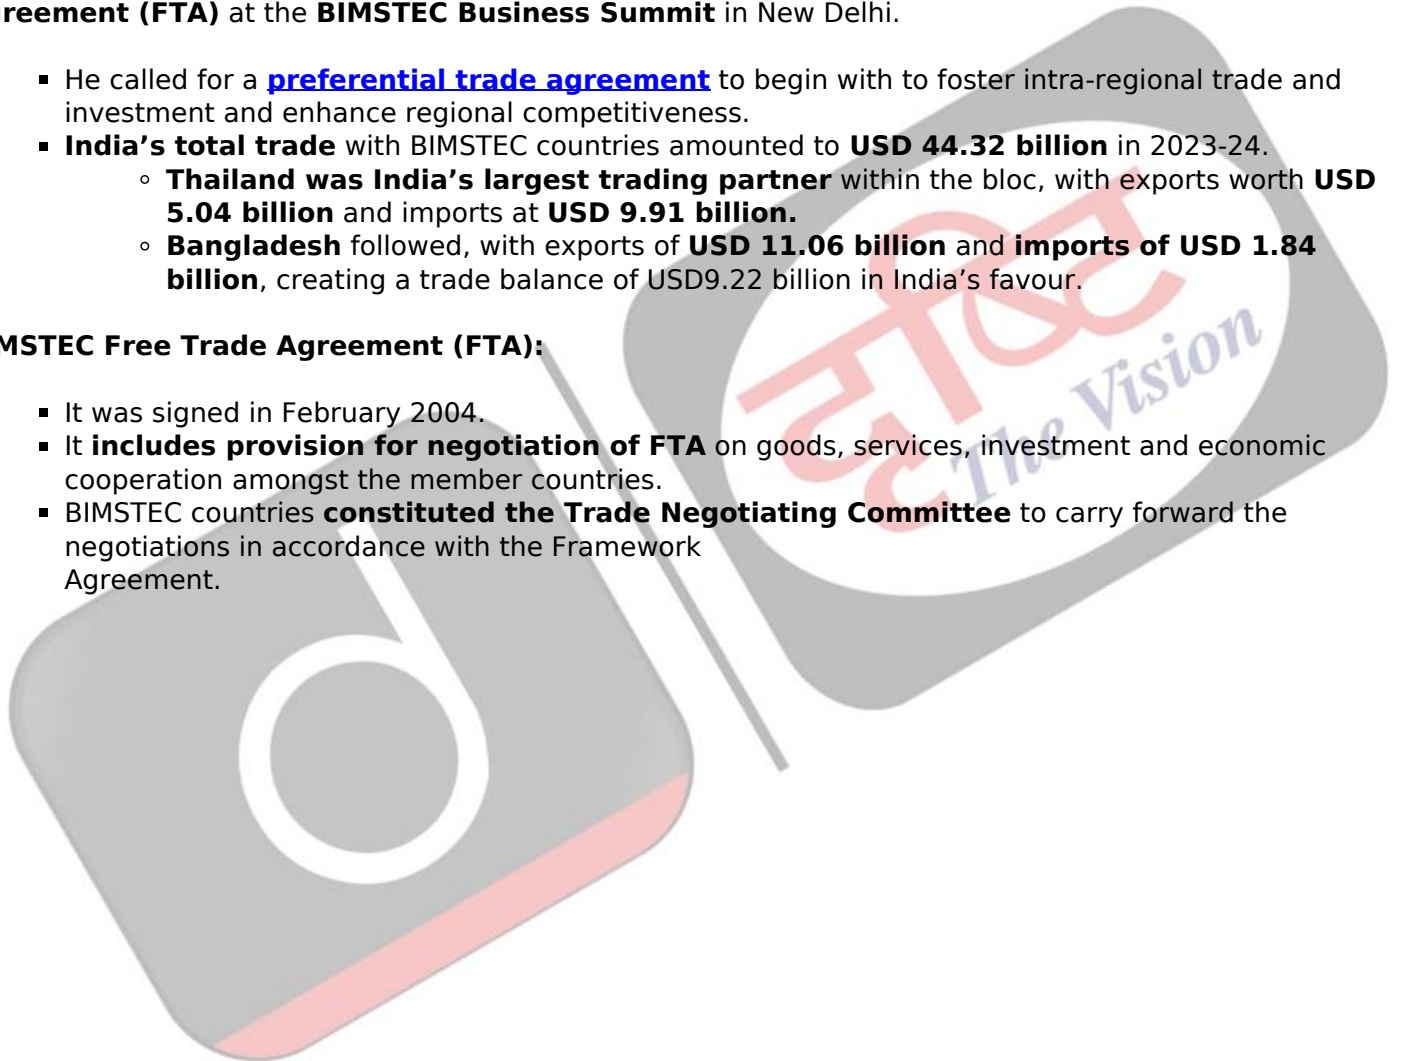 reement (FTA) at the BIMSTEC Business Summit in New Delhi.
▪ He called for a preferential trade agreement to begin with to foster intra-regional trade and
investment and enhance regional competitiveness.
▪ India’s total trade with BIMSTEC countries amounted to USD 44.32 billion in 2023-24.
◦ Thailand was India’s largest trading partner within the bloc, with exports worth USD
5.04 billion and imports at USD 9.91 billion.
◦ Bangladesh followed, with exports of USD 11.06 billion and imports of USD 1.84
billion, creating a trade balance of USD9.22 billion in India’s favour.
MSTEC Free Trade Agreement (FTA):
▪ It was signed in February 2004.
▪ It includes provision for negotiation of FTA on goods, services, investment and economic
cooperation amongst the member countries.
▪ BIMSTEC countries constituted the Trade Negotiating Committee to carry forward the
negotiations in accordance with the Framework
Agreement.
दृष्टि
The Vision